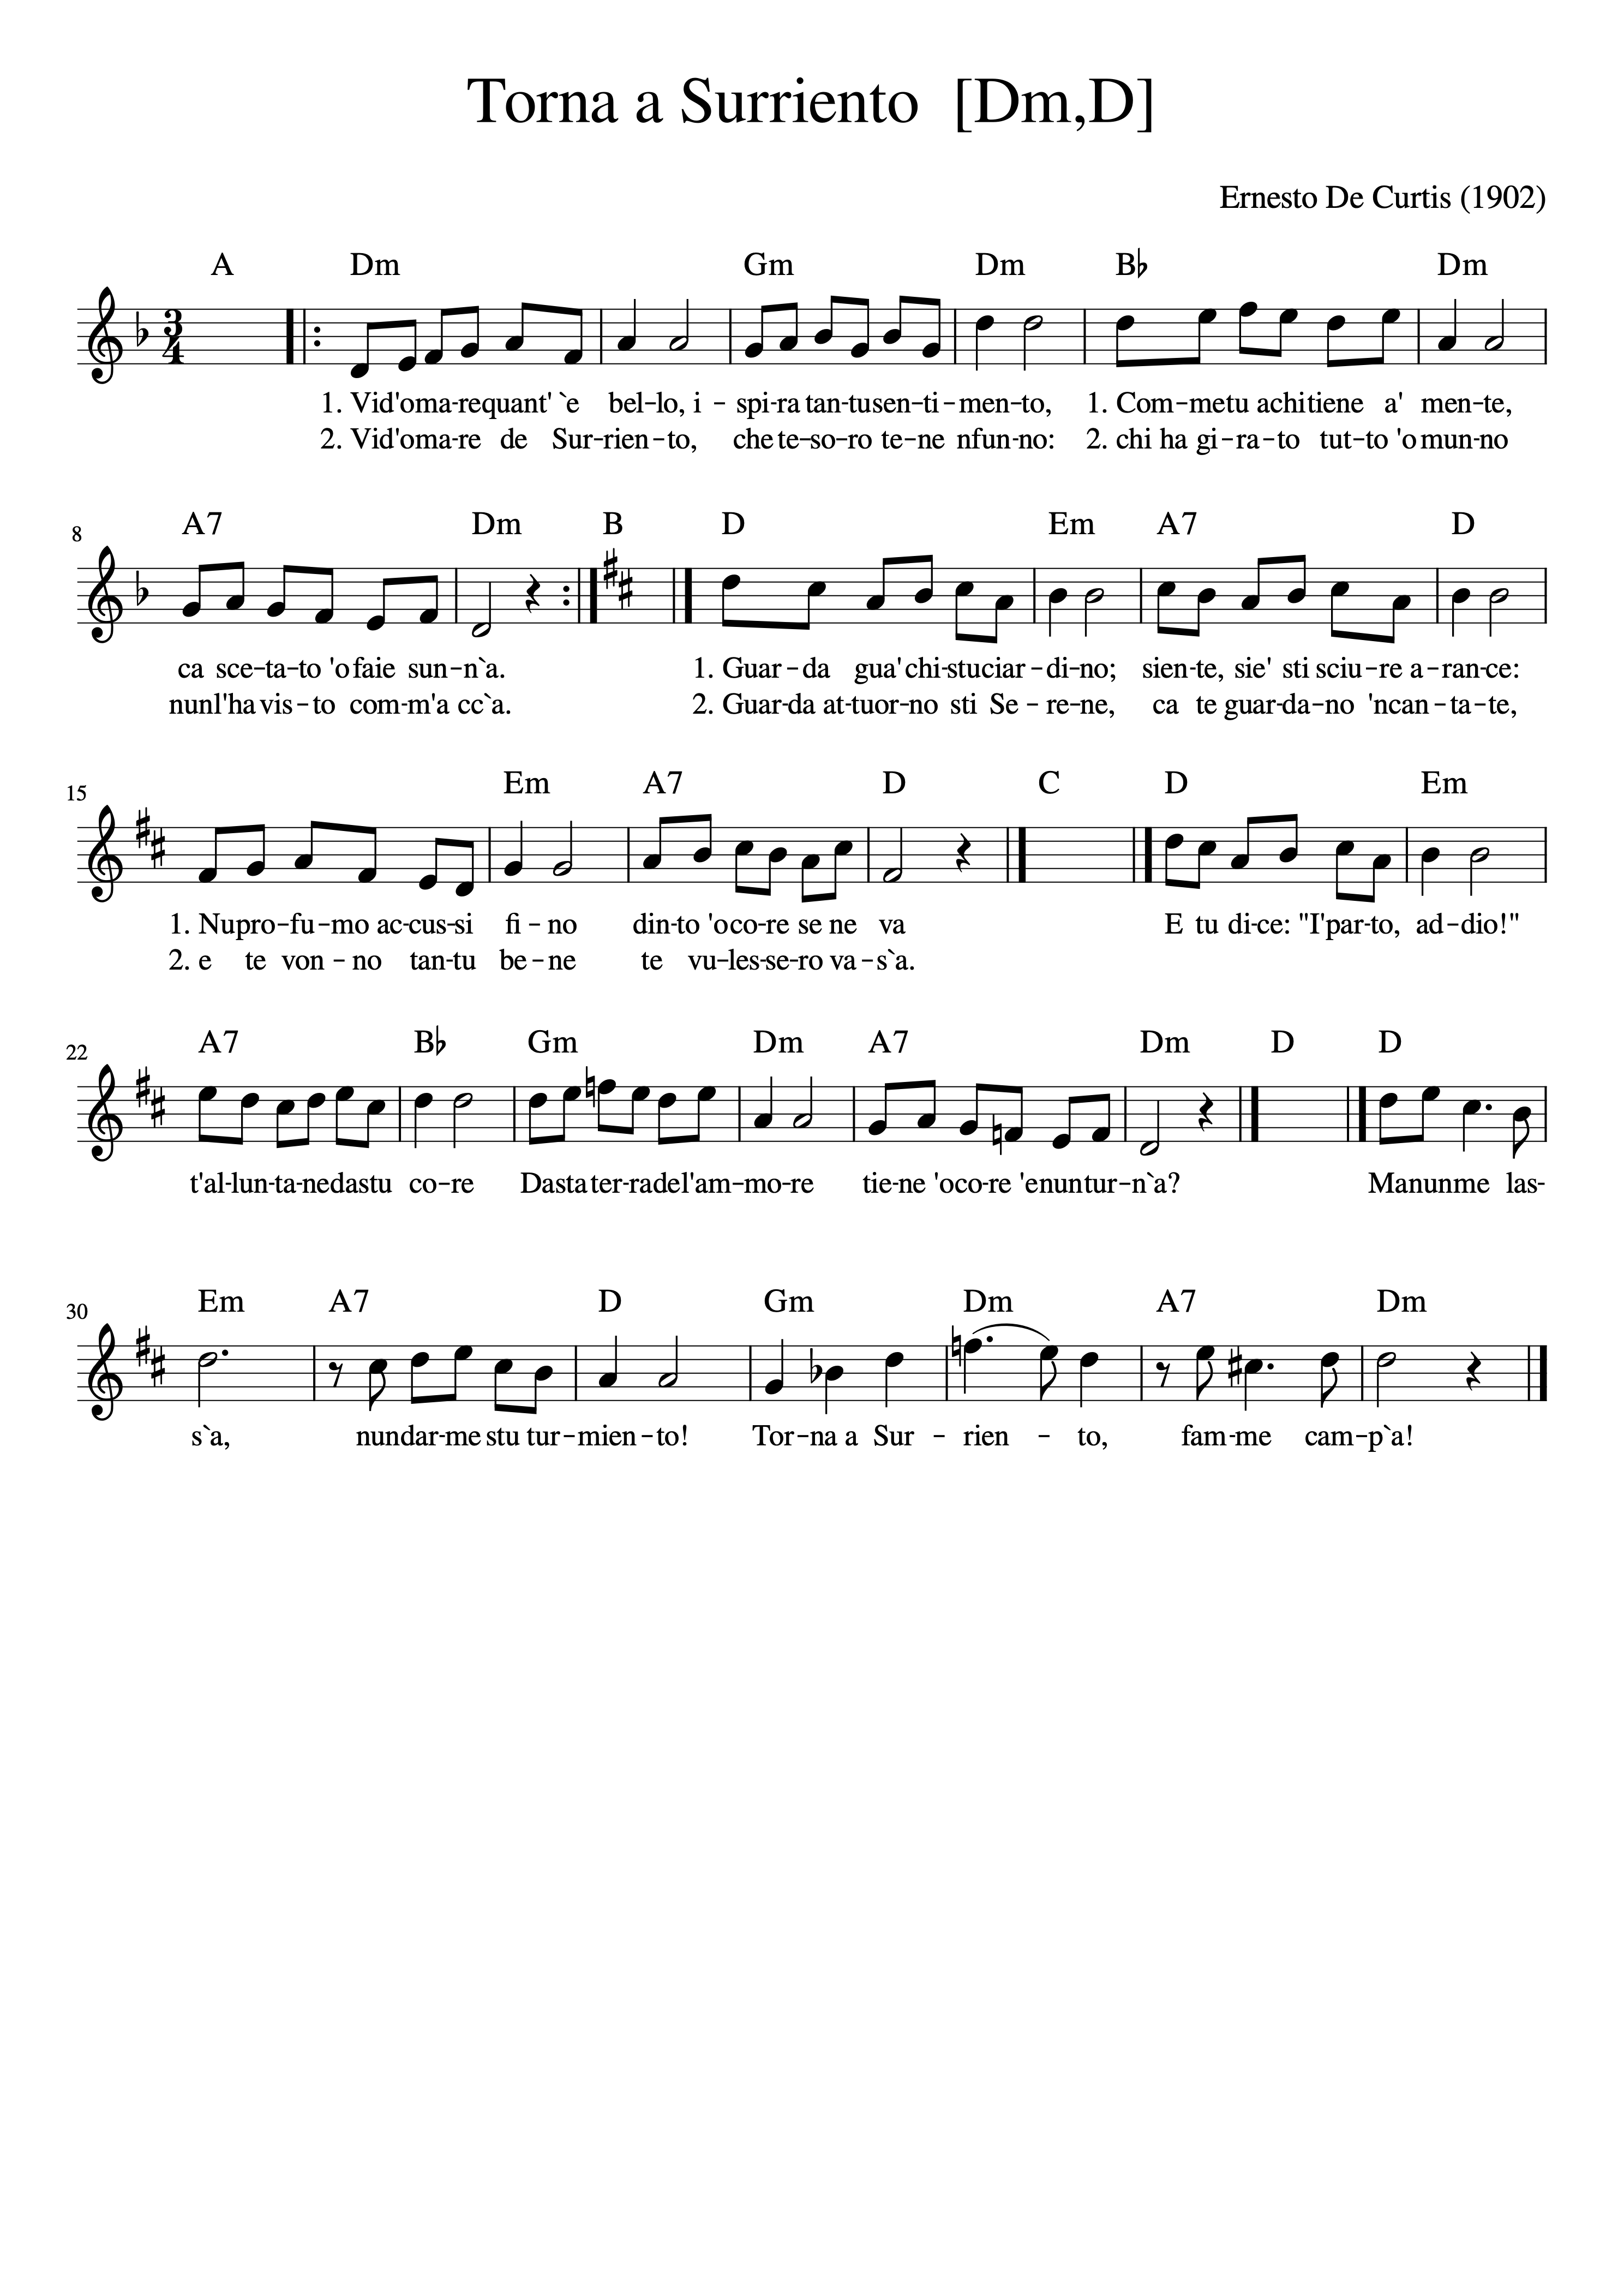 Torna a Surriento [Dm,D]
Ernesto De Curtis (1902)
A Dm Gm Dm B♭ Dm
3
4
1. Vid'oma-requant' `e bel-lo, i-spi-ra tan-tusen-ti-men-to, 1. Com-metu achitiene a' men-te,
2. Vid'oma-re de Sur-rien-to, che te-so-ro te-ne nfun-no: 2. chi ha gi-ra-to tut-to 'o mun-no
8
A7 Dm B D Em A7 D
ca sce-ta-to 'o faie sun-n`a. 1. Guar-da gua' chi-stuciar-di-no; sien-te, sie' sti sciu-re a-ran-ce:
nunl'ha vis-to com-m'a cc`a. 2. Guar-da at-tuor-no sti Se-re-ne, ca te guar-da-no 'ncan-ta-te,
15
Em A7 D C D Em
1. Nupro-fu-mo ac-cus-si fi-no din-to 'oco-re se ne va E tu di-ce: "I'par-to, ad-dio!"
2. e te von-no tan-tu be-ne te vu-les-se-ro va-s`a.
22
A7 B♭ Gm Dm A7 Dm D D
t'al-lun-ta-nedastu co-re Dastater-radel'am-mo-re tie-ne 'oco-re 'enuntur-n`a? Manunme las-
30
Em A7 D Gm Dm A7 Dm
s`a, nundar-me stu tur-mien-to! Tor-na a Sur-rien-to, fam-me cam-p`a!